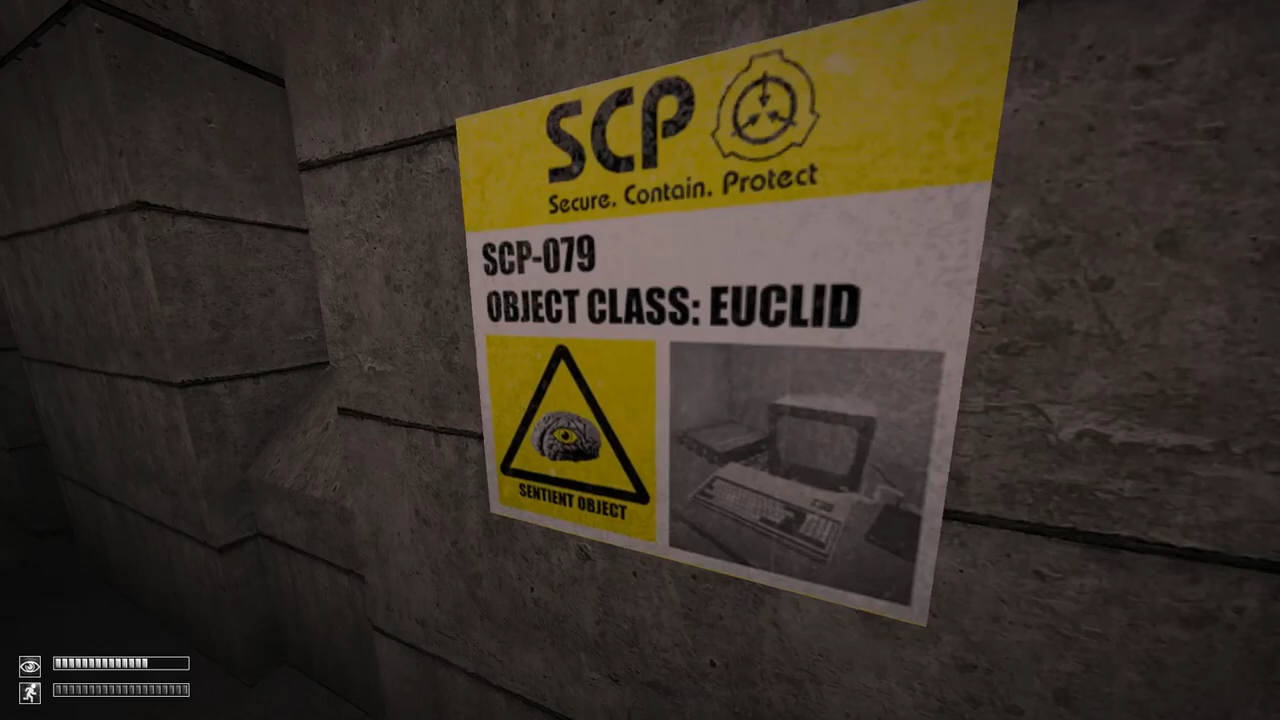 SCP
Secure. Contain. Protect
SCP-079
OBJECT CLASS: EUCLID
SENTIENT OBJECT